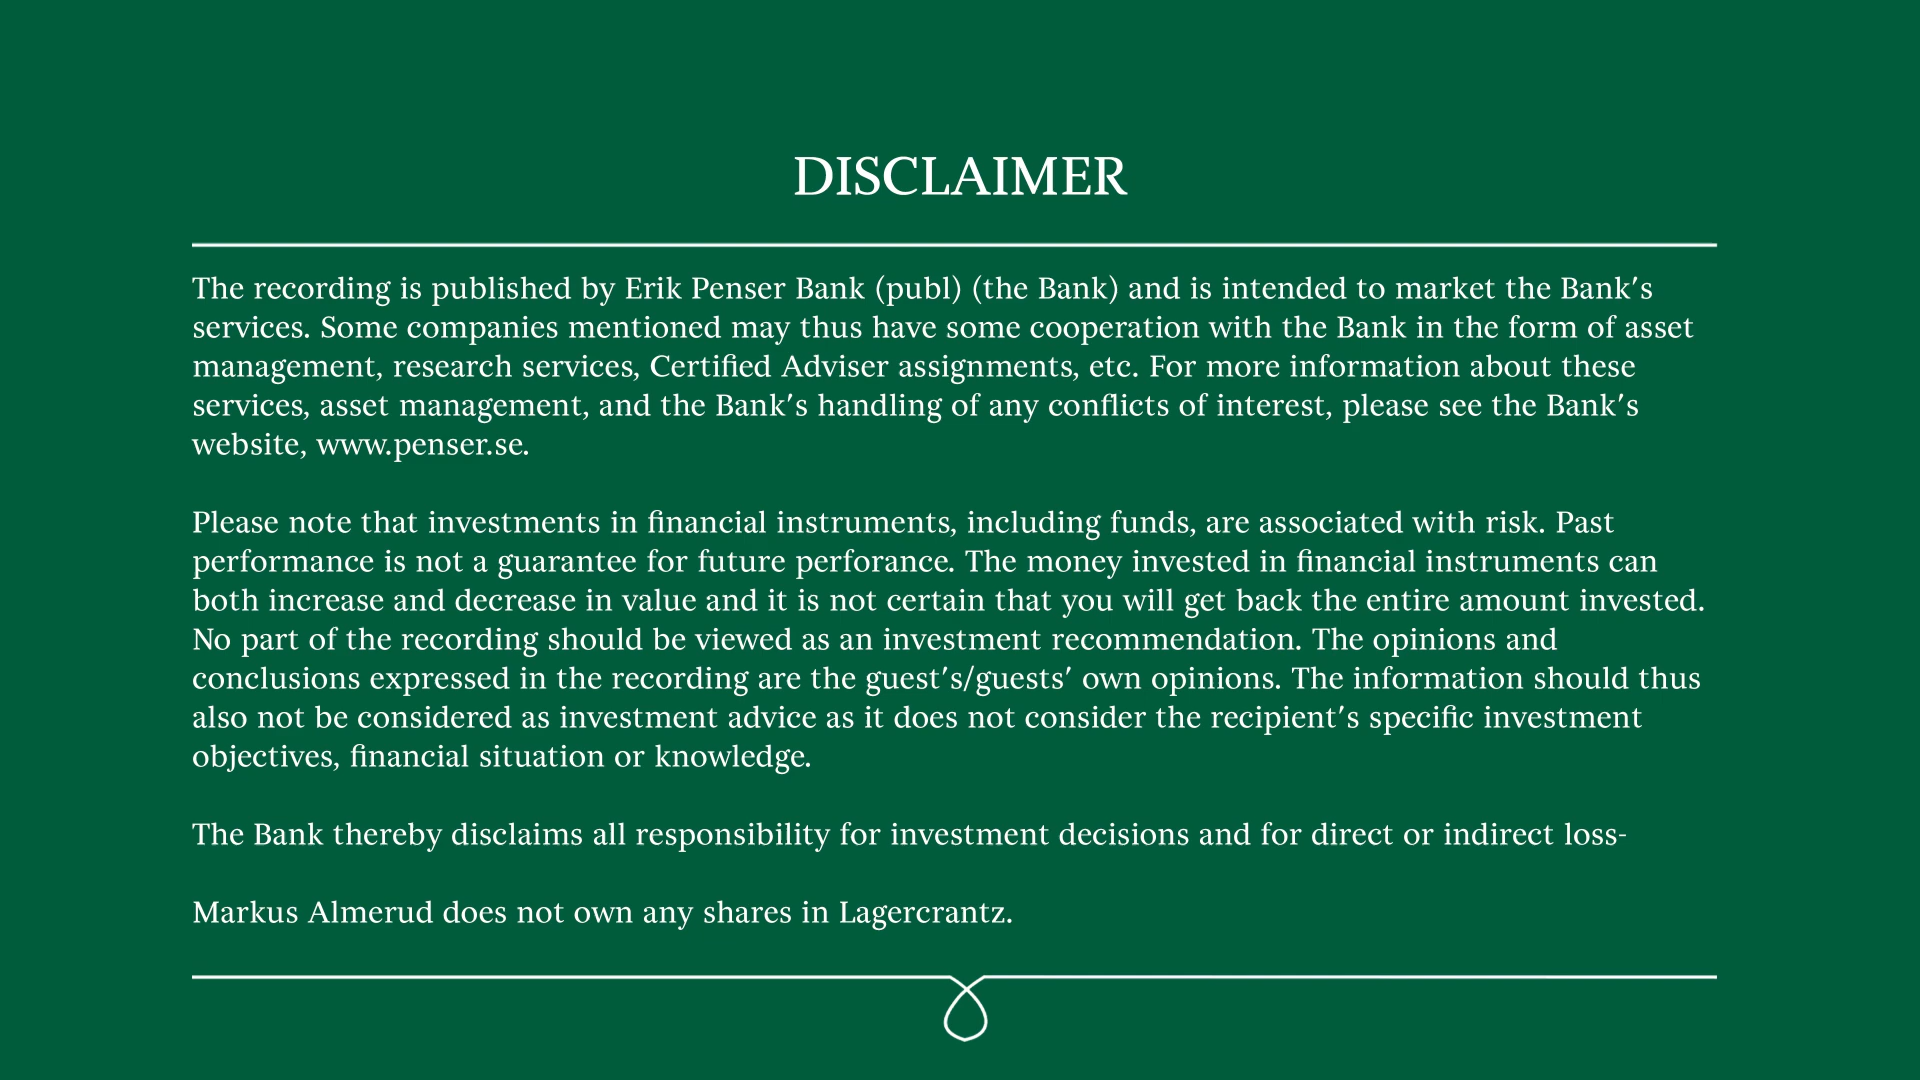 DISCLAIMER
The recording is published by Erik Penser Bank (publ) (the Bank) and is intended to market the Bank's
services. Some companies mentioned may thus have some cooperation with the Bank in the form of asset
management, research services, Certified Adviser assignments, etc. For more information about these
services, asset management, and the Bank's handling of any conflicts of interest, please see the Bank's
website, www.penser.se.
Please note that investments in financial instruments, including funds, are associated with risk. Past
performance is not a guarantee for future perforance. The money invested in financial instruments can
both increase and decrease in value and it is not certain that you will get back the entire amount invested.
No part of the recording should be viewed as an investment recommendation. The opinions and
conclusions expressed in the recording are the guest's/guests' own opinions. The information should thus
also not be considered as investment advice as it does not consider the recipient's specific investment
objectives, financial situation or knowledge.
The Bank thereby disclaims all responsibility for investment decisions and for direct or indirect loss-
Markus Almerud does not own any shares in Lagercrantz.